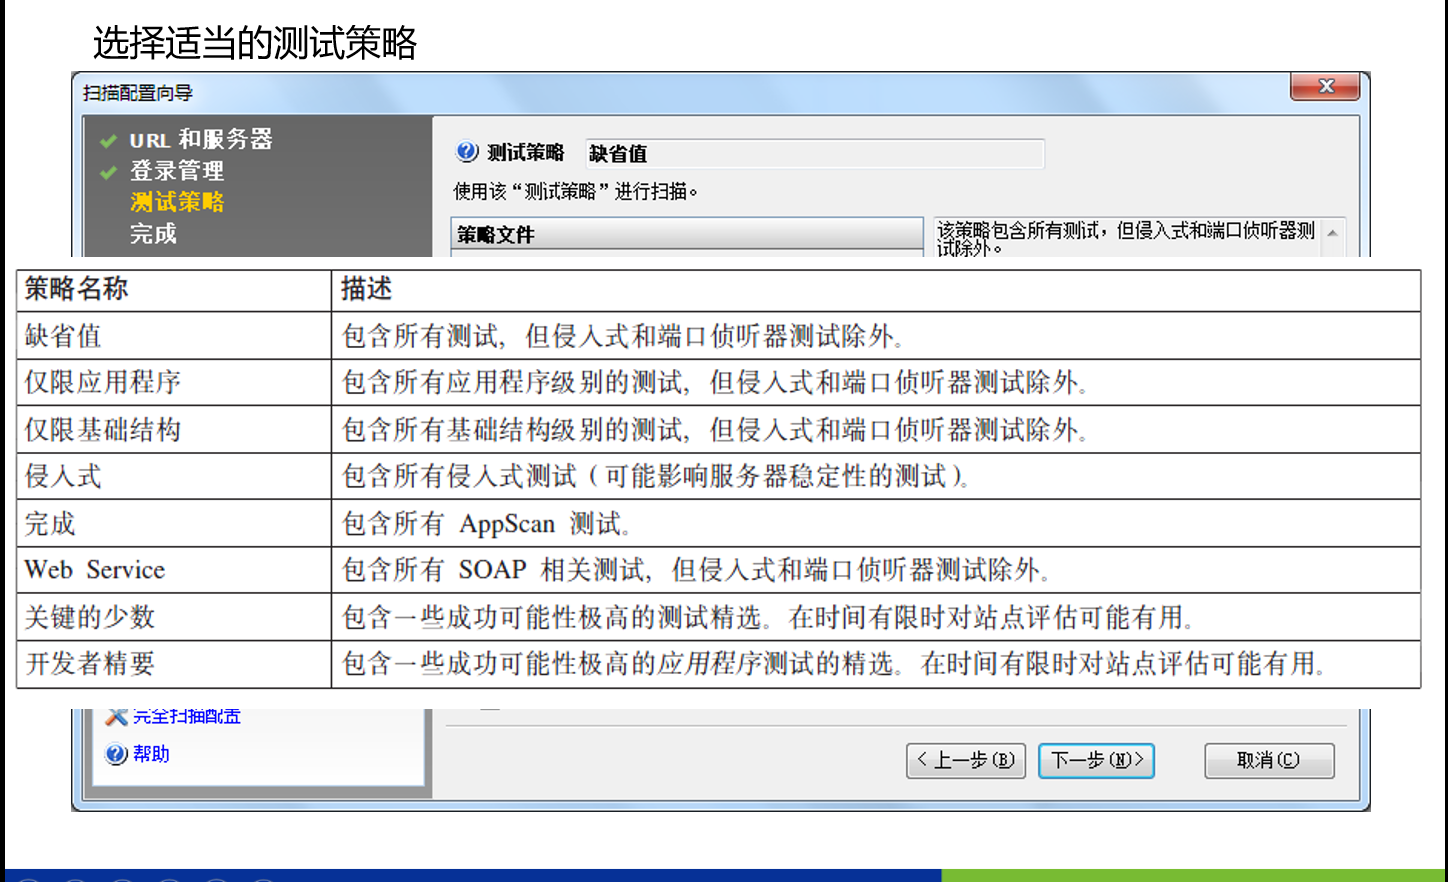 选择适当的测试策略
扫描配置向导
URL 和服务器
登录管理
测试策略
完成
测试策略 缺省值
使用该“测试策略”进行扫描。
策略文件
该策略包含所有测试，但侵入式和端口侦听器测
试除外。
策略名称 描述
缺省值 包含所有测试，但侵入式和端口侦听器测试除外。
仅限应用程序 包含所有应用程序级别的测试，但侵入式和端口侦听器测试除外。
仅限基础结构 包含所有基础结构级别的测试，但侵入式和端口侦听器测试除外。
侵入式 包含所有侵入式测试（可能影响服务器稳定性的测试）。
完成 包含所有 AppScan 测试。
Web Service 包含所有 SOAP 相关测试，但侵入式和端口侦听器测试除外。
关键的少数 包含一些成功可能性极高的测试精选。在时间有限时对站点评估可能有用。
开发者精要 包含一些成功可能性极高的应用程序测试的精选。在时间有限时对站点评估可能有用。
完全扫描配置
帮助
< 上一步(B) 下一步(N)> 取消(C)